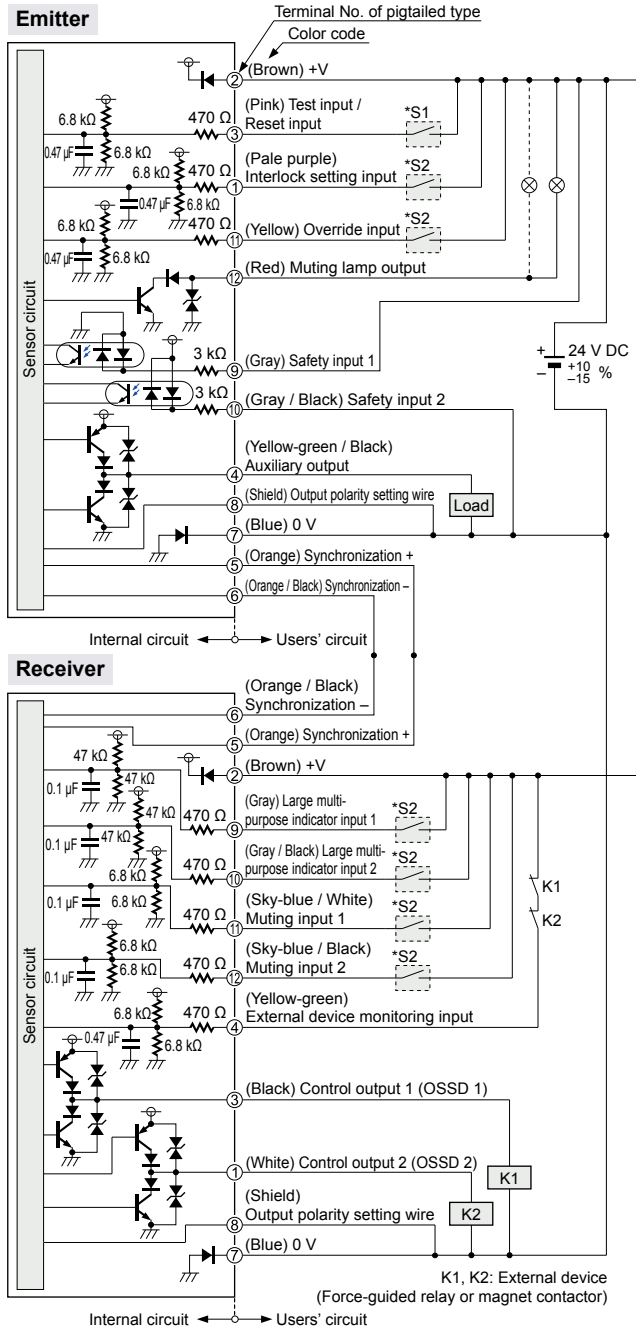 Emitter
Terminal No. of pigtailed type
Color code
② (Brown) +V
6.8 kΩ
0.47 µF
6.8 kΩ
470 Ω
③ (Pink) Test input /
Reset input
*S1
6.8 kΩ
0.47 µF
6.8 kΩ
470 Ω
① (Pale purple)
Interlock setting input
*S2
6.8 kΩ
0.47 µF
6.8 kΩ
470 Ω
⑪ (Yellow) Override input
*S2
⑫ (Red) Muting lamp output
Sensor circuit
3 kΩ
⑨ (Gray) Safety input 1
3 kΩ
⑩ (Gray / Black) Safety input 2
+
–
24 V DC
+10
–15 %
(Yellow-green / Black)
④ Auxiliary output
Load
⑧ (Shield) Output polarity setting wire
⑦ (Blue) 0 V
⑤ (Orange) Synchronization +
⑥ (Orange / Black) Synchronization –
Internal circuit
Users' circuit
Receiver
(Orange / Black)
⑥ Synchronization –
⑤ (Orange) Synchronization +
② (Brown) +V
47 kΩ
0.1 µF
47 kΩ
470 Ω
⑨ (Gray) Large multi-
purpose indicator input 1
*S2
47 kΩ
0.1 µF
47 kΩ
470 Ω
⑩ (Gray / Black) Large multi-
purpose indicator input 2
*S2
6.8 kΩ
0.1 µF
6.8 kΩ
470 Ω
⑪ (Sky-blue / White)
Muting input 1
*S2
K1
K2
6.8 kΩ
0.1 µF
6.8 kΩ
470 Ω
⑫ (Sky-blue / Black)
Muting input 2
*S2
6.8 kΩ
0.47 µF
6.8 kΩ
470 Ω
(Yellow-green)
④ External device monitoring input
Sensor circuit
③ (Black) Control output 1 (OSSD 1)
① (White) Control output 2 (OSSD 2)
K1
K2
(Shield)
⑧ Output polarity setting wire
⑦ (Blue) 0 V
K1, K2: External device
(Force-guided relay or magnet contactor)
Internal circuit
Users' circuit